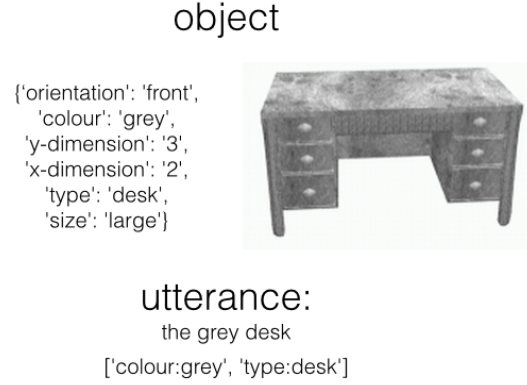 object
{'orientation': 'front',
'colour': 'grey',
'y-dimension': '3',
'x-dimension': '2',
'type': 'desk',
'size': 'large'}
utterance:
the grey desk
['colour:grey', 'type:desk']